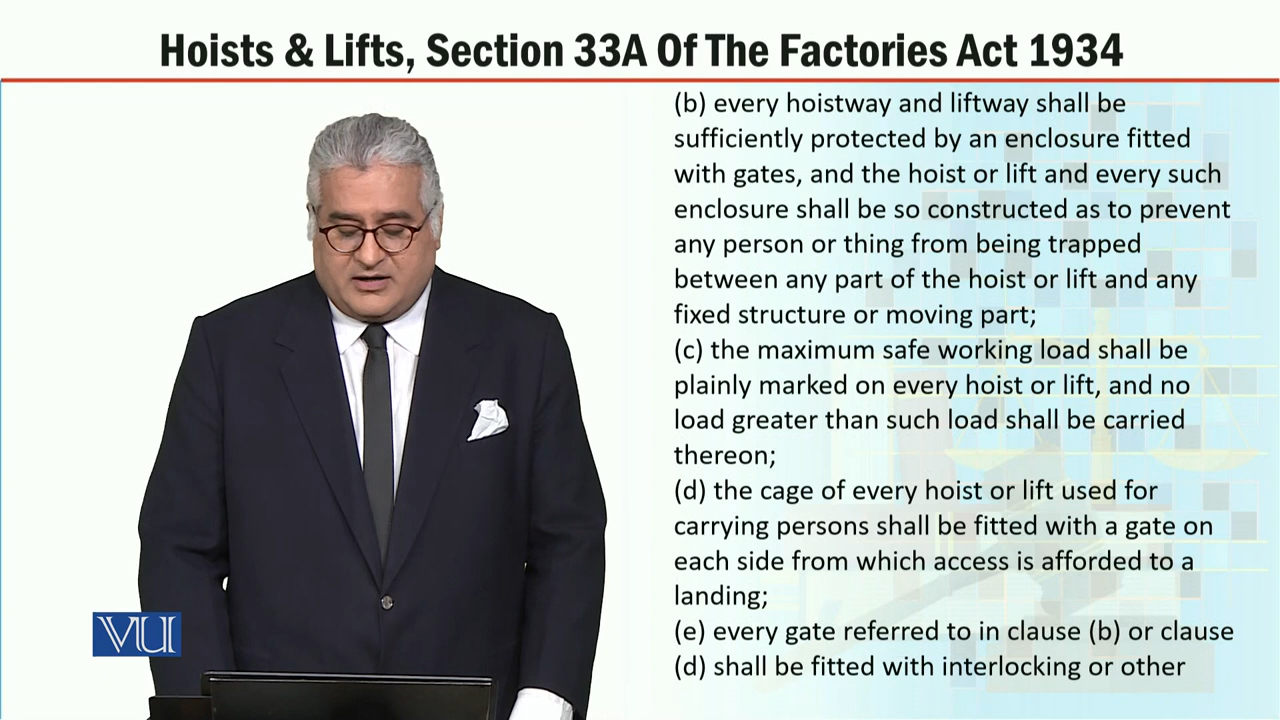 Hoists & Lifts, Section 33A Of The Factories Act 1934
(b) every hoistway and liftway shall be
sufficiently protected by an enclosure fitted
with gates, and the hoist or lift and every such
enclosure shall be so constructed as to prevent
any person or thing from being trapped
between any part of the hoist or lift and any
fixed structure or moving part;
(c) the maximum safe working load shall be
plainly marked on every hoist or lift, and no
load greater than such load shall be carried
thereon;
(d) the cage of every hoist or lift used for
carrying persons shall be fitted with a gate on
each side from which access is afforded to a
landing;
(e) every gate referred to in clause (b) or clause
(d) shall be fitted with interlocking or other
VU